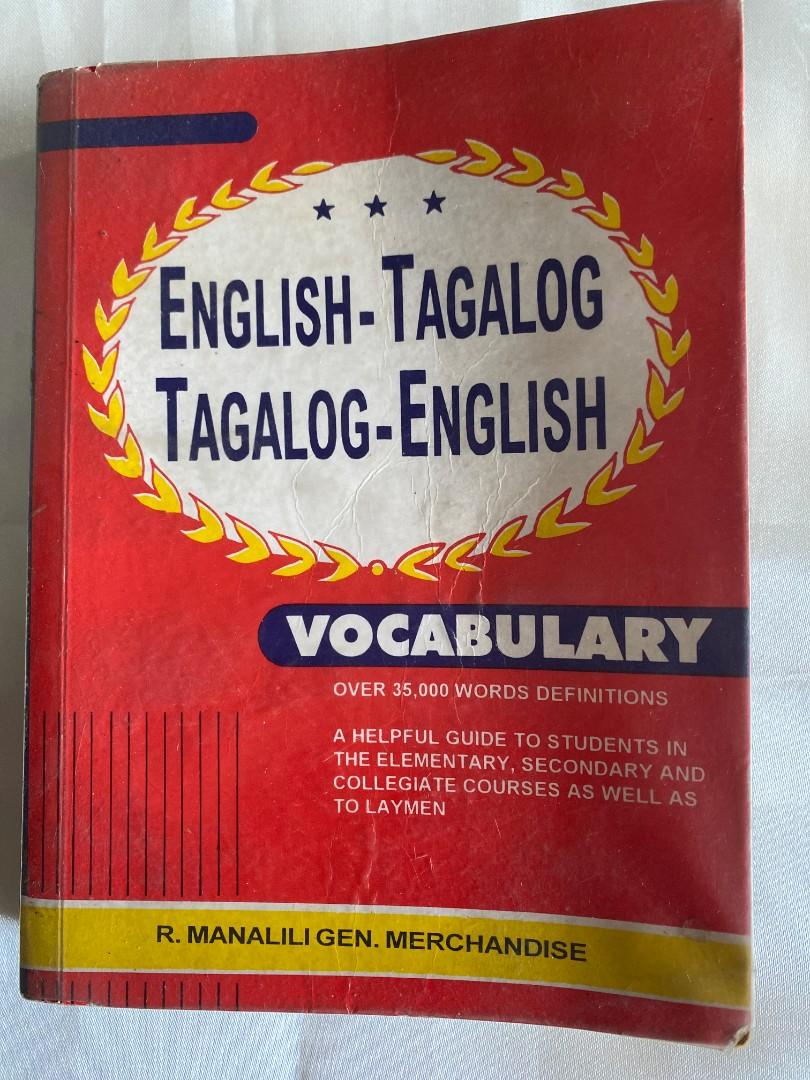 ENGLISH-TAGALOG
TAGALOG-ENGLISH
VOCABULARY
OVER 35,000 WORDS DEFINITIONS
A HELPFUL GUIDE TO STUDENTS IN
THE ELEMENTARY, SECONDARY AND
COLLEGIATE COURSES AS WELL AS
TO LAYMEN
R. MANALILI GEN. MERCHANDISE